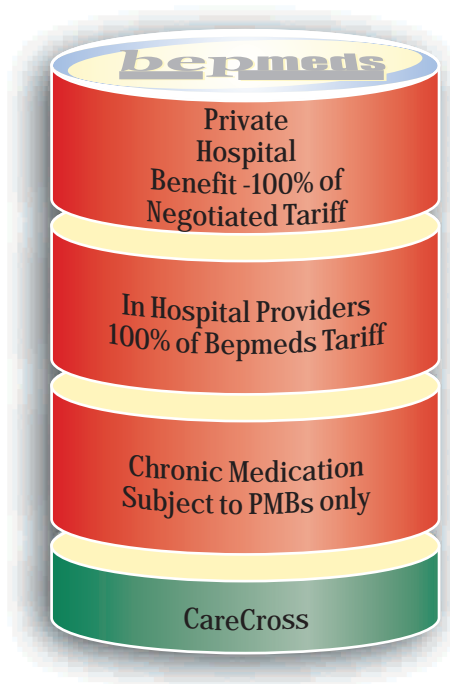 bepmeds
Private
Hospital
Benefit -100% of
Negotiated Tariff
In Hospital Providers
100% of Bepmeds Tariff
Chronic Medication
Subject to PMBs only
CareCross